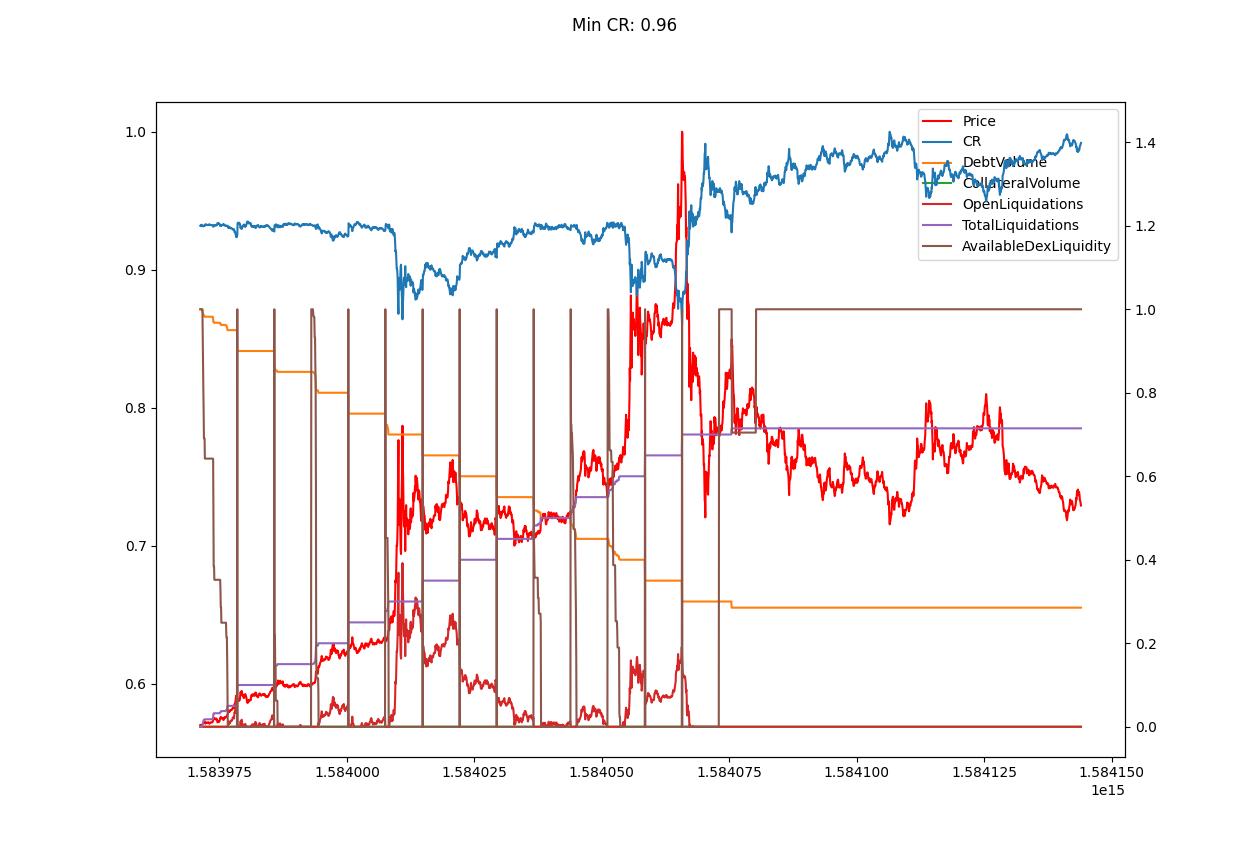 Min CR: 0.96
1.0
0.9
0.8
0.7
0.6
1.4
1.2
1.0
0.8
0.6
0.4
0.2
0.0
Price
CR
DebtVolume
CollateralVolume
OpenLiquidations
TotalLiquidations
AvailableDexLiquidity
1.583975 1.584000 1.584025 1.584050 1.584075 1.584100 1.584125 1.584150
1e15